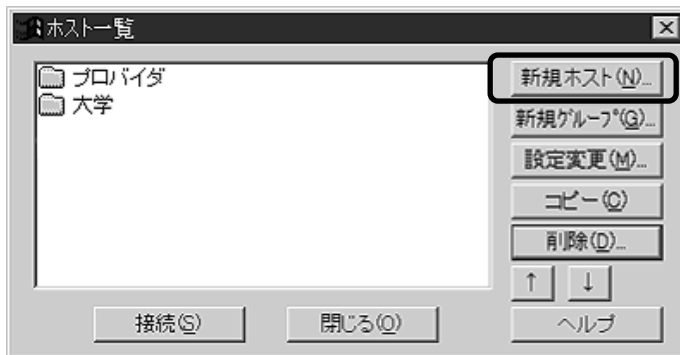 ホスト一覧
プロバイダ
大学
新規ホスト(N)...
新規グループ(G)...
設定変更(M)...
コピー(C)
削除(D)...
↑ ↓
接続(S) 閉じる(O) ヘルプ